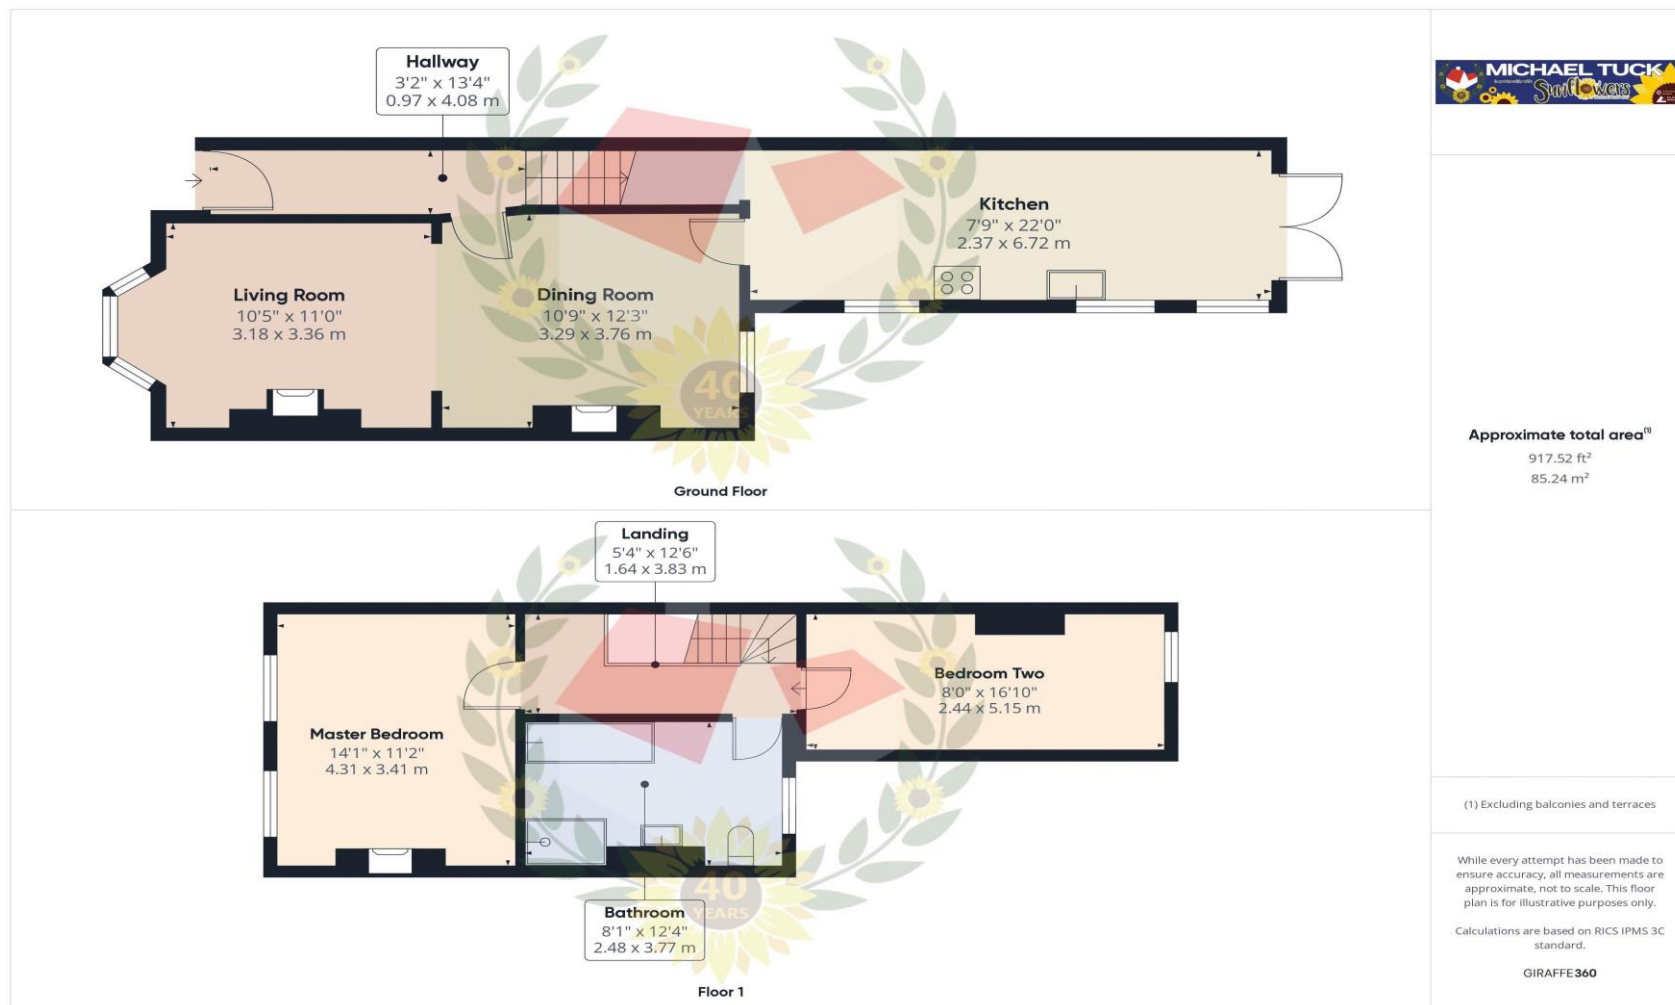 Hallway
3'2" x 13'4"
0.97 x 4.08 m
Kitchen
7'9" x 22'0"
2.37 x 6.72 m
Living Room
10'5" x 11'0"
3.18 x 3.36 m
Dining Room
10'9" x 12'3"
3.29 x 3.76 m
40
YEARS
Ground Floor
Landing
5'4" x 12'6"
1.64 x 3.83 m
Bedroom Two
8'0" x 16'10"
2.44 x 5.15 m
Master Bedroom
14'1" x 11'2"
4.31 x 3.41 m
40
YEARS
Bathroom
8'1" x 12'4"
2.48 x 3.77 m
Floor 1
MICHAEL TUCK
Sunflowers
Approximate total area(1)
917.52 ft²
85.24 m²
(1) Excluding balconies and terraces
While every attempt has been made to
ensure accuracy, all measurements are
approximate, not to scale. This floor
plan is for illustrative purposes only.
Calculations are based on RICS IPMS 3C
standard.
GIRAFFE360